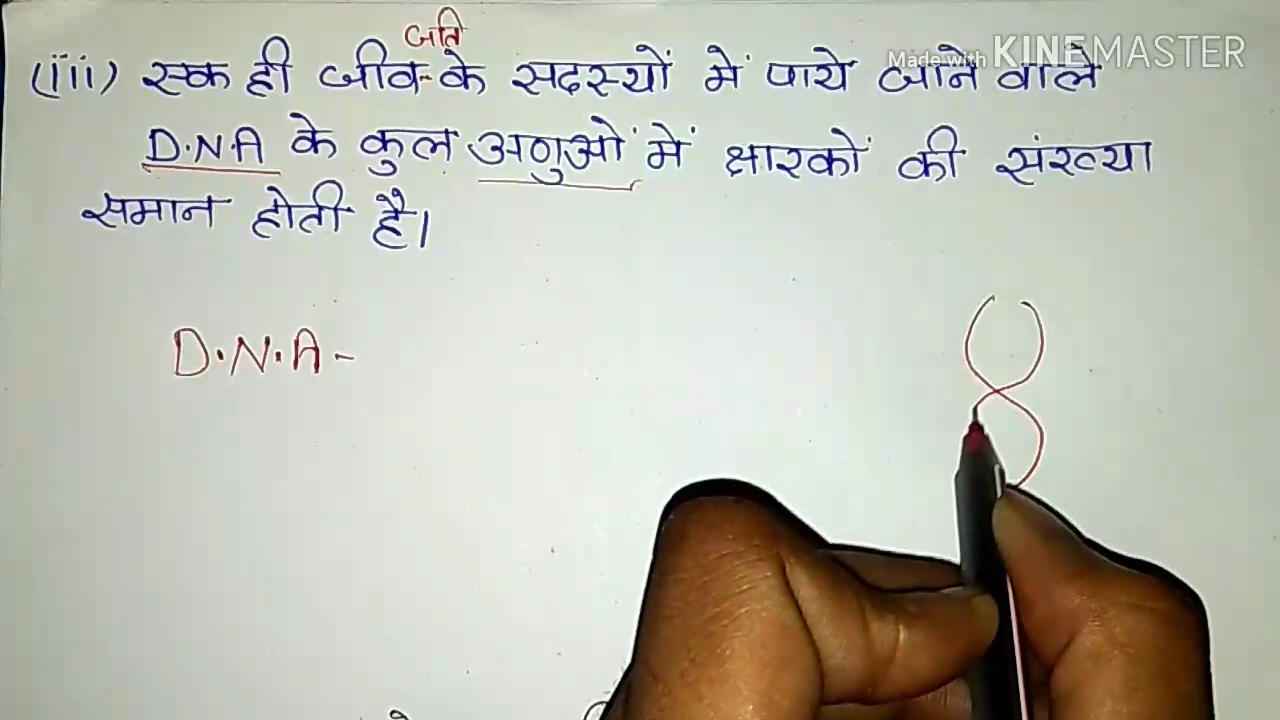 जाति
(iii) एक ही जीव के सदस्यों में पाये जाने वाले
D.N.A के कुल अणुओं में क्षारकों की संख्या
समान होती है।
D.N.A -
Made with KINEMASTER